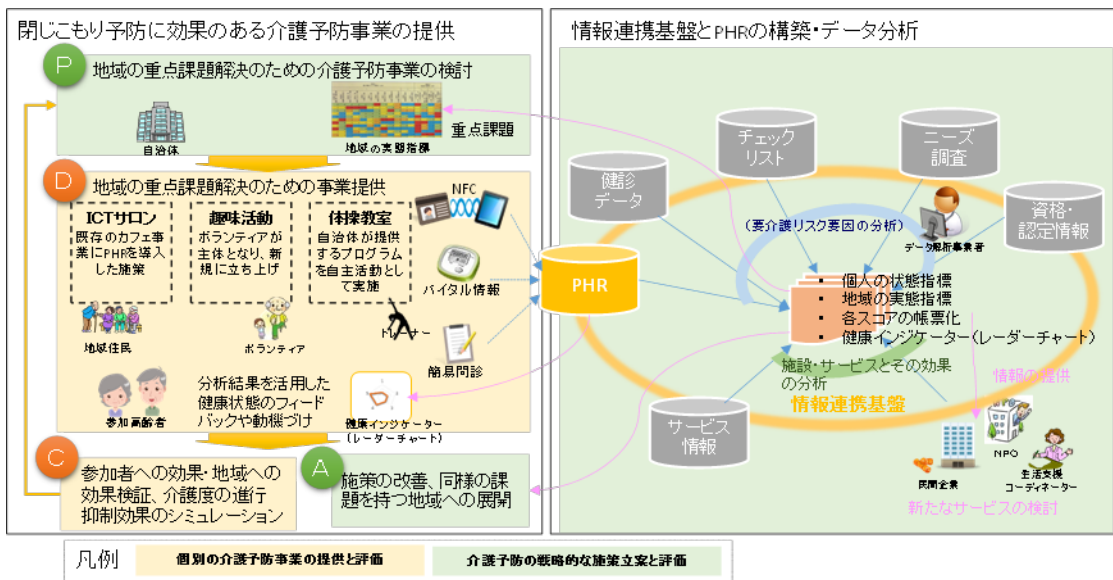 閉じこもり予防に効果のある介護予防事業の提供
P
地域の重点課題解決のための介護予防事業の検討
自治体
地域の実態指標
重点課題
D
地域の重点課題解決のための事業提供
ICTサロン
既存のカフェ事
業にPHRを導入
した施策
趣味活動
ボランティアが
主体となり、新
規に立ち上げ
体操教室
自治体が提供
するプログラム
を自主活動とし
て実施
NFC
バイタル情報
簡易問診
地域住民
ボランティア
トレーナー
参加高齢者
分析結果を活用した
健康状態のフィード
バックや動機づけ
健康インジケーター
(レーダーチャート)
C
参加者への効果・地域への
効果検証、介護度の進行
抑制効果のシミュレーション
A
施策の改善、同様の課
題を持つ地域への展開
情報連携基盤とPHRの構築・データ分析
PHR
健診
データ
チェック
リスト
ニーズ
調査
資格・
認定情報
(要介護リスク要因の分析)
データ解析事業者
• 個人の状態指標
• 地域の実態指標
• 各スコアの帳票化
• 健康インジケーター(レーダーチャート)
施設・サービスとその効果
の分析
情報連携基盤
サービス
情報
情報の提供
民間企業
NPO
生活支援
コーディネーター
新たなサービスの検討
凡例
個別の介護予防事業の提供と評価
介護予防の戦略的な施策立案と評価